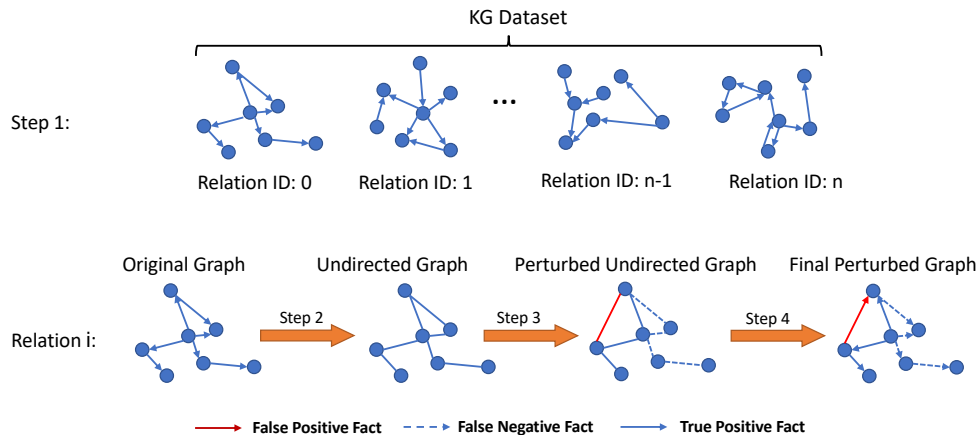 KG Dataset
Step 1:
...
Relation ID: 0
Relation ID: 1
Relation ID: n-1
Relation ID: n
Original Graph
Undirected Graph
Perturbed Undirected Graph
Final Perturbed Graph
Relation i:
Step 2
Step 3
Step 4
False Positive Fact
False Negative Fact
True Positive Fact